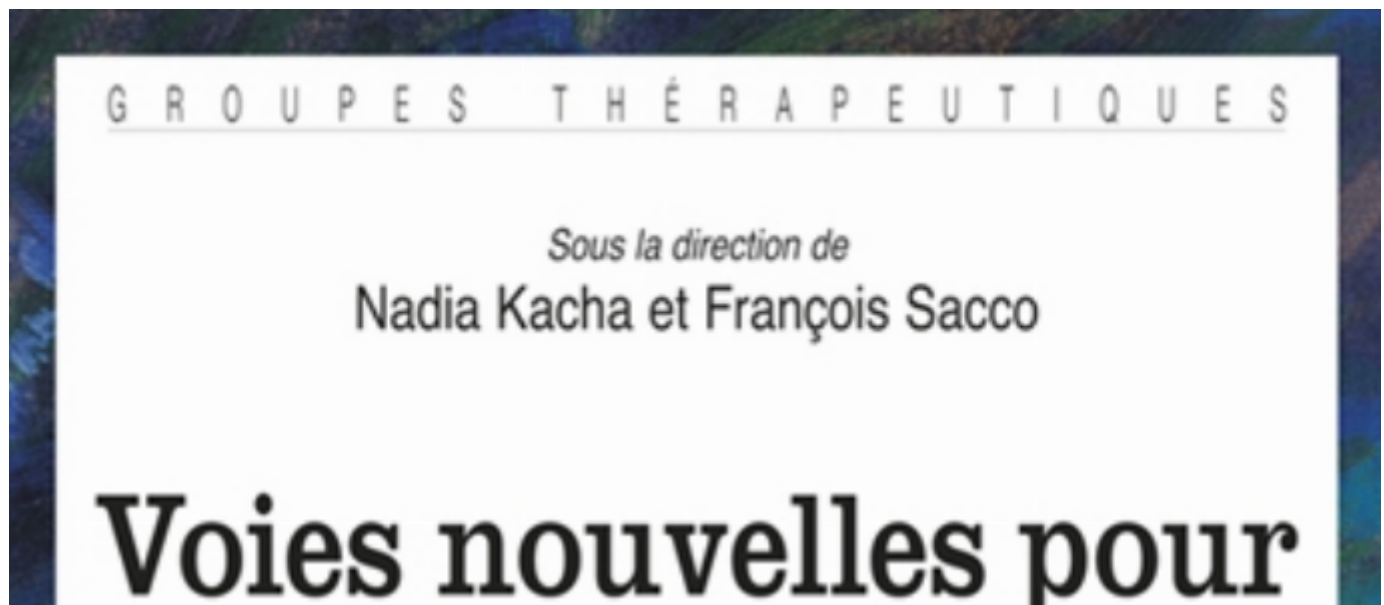 GROUPES THÉRAPEUTIQUES
Sous la direction de
Nadia Kacha et François Sacco
Voies nouvelles pour